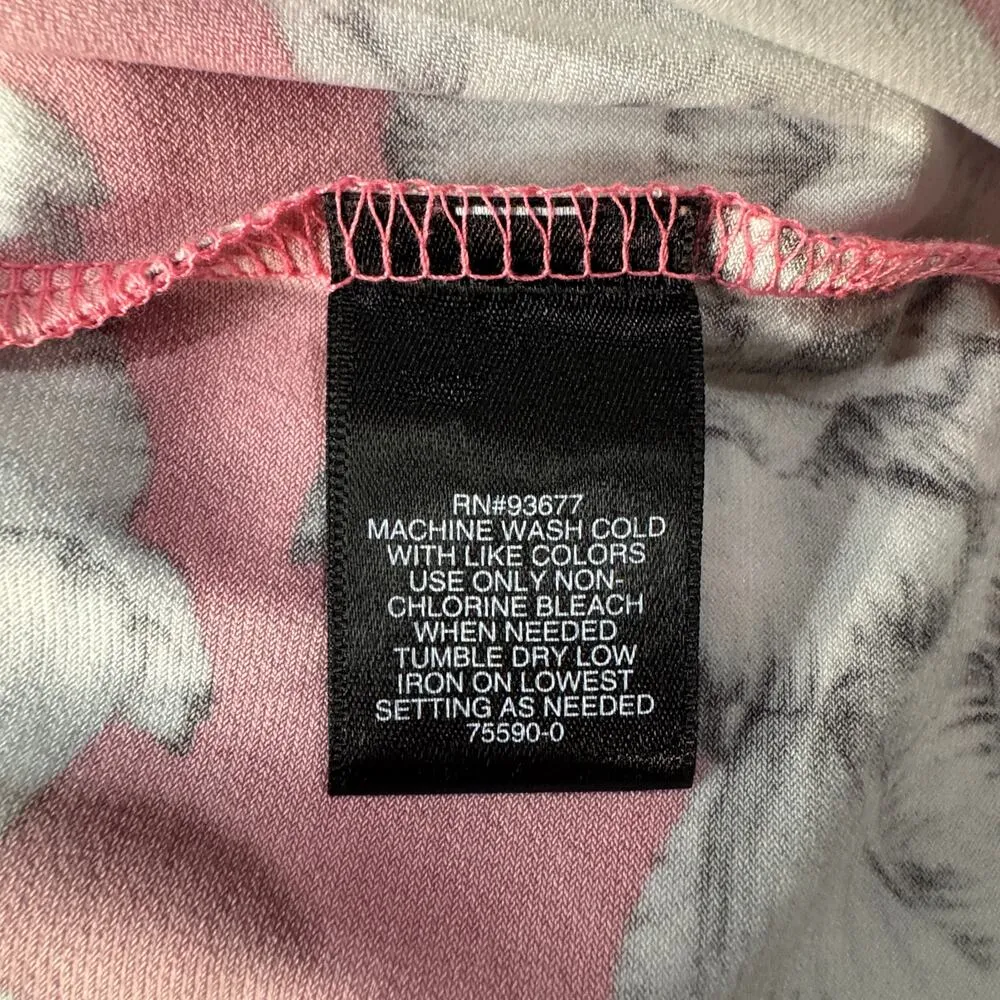 RN#93677
MACHINE WASH COLD
WITH LIKE COLORS
USE ONLY NON-
CHLORINE BLEACH
WHEN NEEDED
TUMBLE DRY LOW
IRON ON LOWEST
SETTING AS NEEDED
75590-0